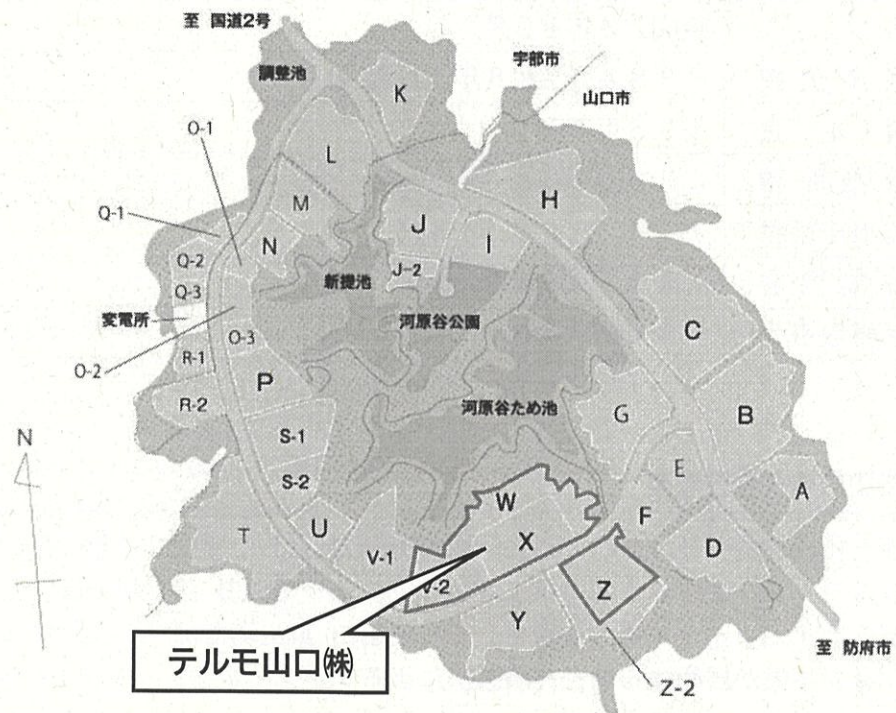 至 国道2号
調整池
宇部市
山口市
K
O-1
L
H
Q-1
M
J
N
I
Q-2
J-2
新提池
Q-3
変電所
河原谷公園
C
O-3
R-1
O-2
P
河原谷ため池
R-2
G
B
S-1
N
E
S-2
W
A
F
T
U
X
D
V-1
V-2
Z
Y
テルモ山口㈱
至 防府市
Z-2